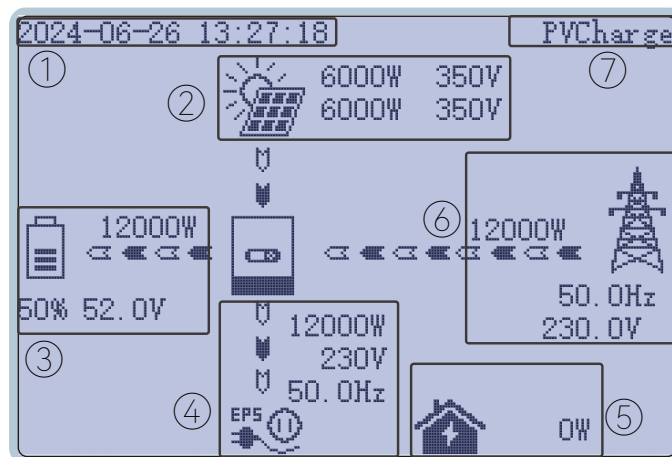 2024-06-26 13:27:18 PVCharge
① ⑦
② 6000W 350V
6000W 350V
12000W
⑥ 12000W
50% 52.0V
③
50.0Hz
230.0V
12000W
230V
50.0Hz
④ EPS
0W ⑤